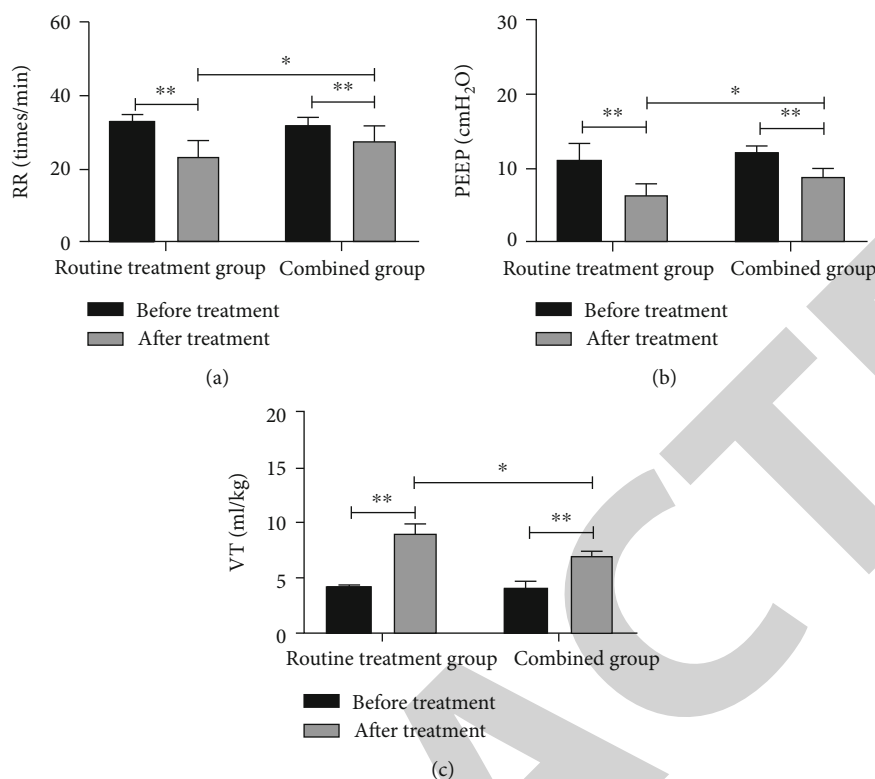 60
40
20
0
RR (times/min)
**
*
**
Routine treatment group
Combined group
Before treatment
After treatment
(a)
30
20
10
0
PEEP (cmH₂O)
**
*
**
Routine treatment group
Combined group
Before treatment
After treatment
(b)
20
15
10
5
0
VT (ml/kg)
**
*
**
Routine treatment group
Combined group
Before treatment
After treatment
(c)
ACT